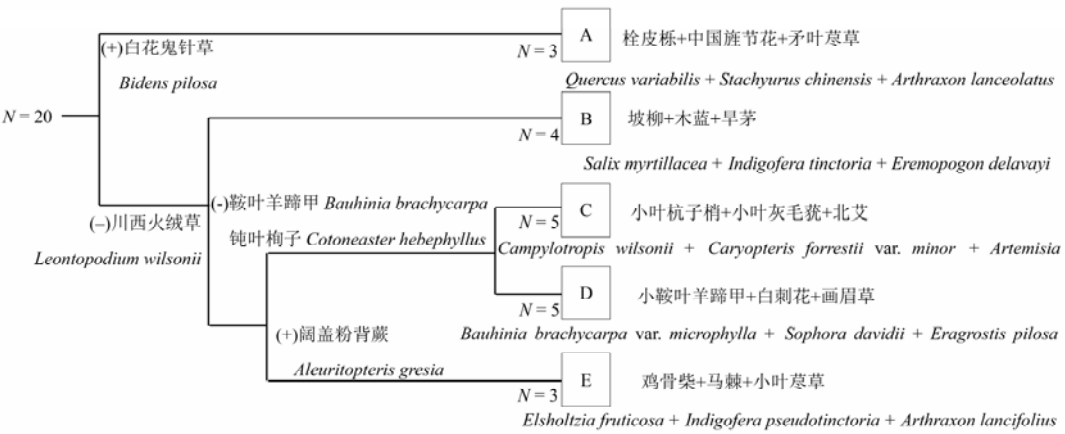 A 栓皮栎+中国旌节花+矛叶荩草
(+)白花鬼针草
N = 3
Bidens pilosa
Quercus variabilis + Stachyurus chinensis + Arthraxon lanceolatus
N = 20
B 坡柳+木蓝+旱茅
N = 4
Salix myrtillacea + Indigofera tinctoria + Eremopogon delavayi
(-)鞍叶羊蹄甲 Bauhinia brachycarpa
C 小叶杭子梢+小叶灰毛莸+北艾
(–)川西火绒草
N = 5
钝叶栒子 Cotoneaster hebephyllus
Campylotropis wilsonii + Caryopteris forrestii var. minor + Artemisia
Leontopodium wilsonii
D 小鞍叶羊蹄甲+白刺花+画眉草
N = 5
Bauhinia brachycarpa var. microphylla + Sophora davidii + Eragrostis pilosa
(+)阔盖粉背蕨
Aleuritopteris gresia
E 鸡骨柴+马棘+小叶荩草
N = 3
Elsholtzia fruticosa + Indigofera pseudotinctoria + Arthraxon lancifolius